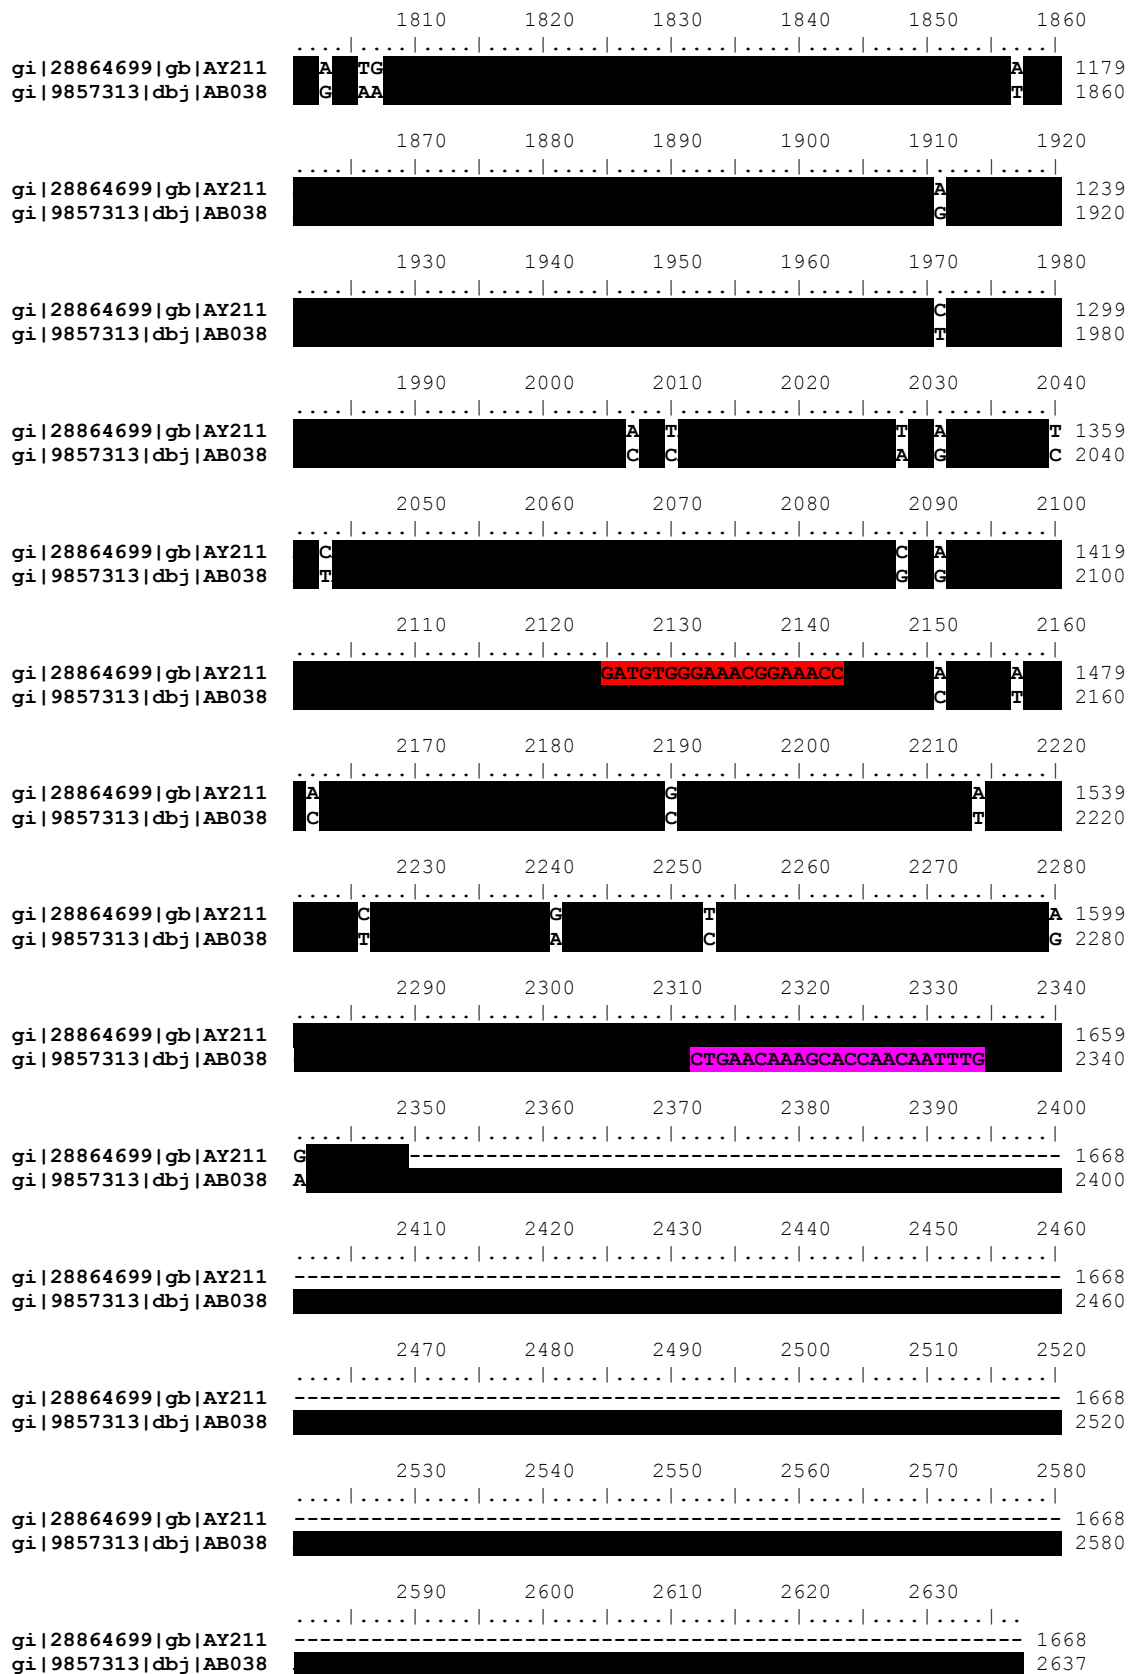 1810 1820 1830 1840 1850 1860
....|....|....|....|....|....|....|....|....|....|....|....|
gi|28864699|gb|AY211 A TG A 1179
gi|9857313|dbj|AB038 G AA T 1860
1870 1880 1890 1900 1910 1920
....|....|....|....|....|....|....|....|....|....|....|....|
gi|28864699|gb|AY211 A 1239
gi|9857313|dbj|AB038 G 1920
1930 1940 1950 1960 1970 1980
....|....|....|....|....|....|....|....|....|....|....|....|
gi|28864699|gb|AY211 C 1299
gi|9857313|dbj|AB038 T 1980
1990 2000 2010 2020 2030 2040
....|....|....|....|....|....|....|....|....|....|....|....|
gi|28864699|gb|AY211 A T T A T 1359
gi|9857313|dbj|AB038 C C A G C 2040
2050 2060 2070 2080 2090 2100
....|....|....|....|....|....|....|....|....|....|....|....|
gi|28864699|gb|AY211 C C A 1419
gi|9857313|dbj|AB038 T G G 2100
2110 2120 2130 2140 2150 2160
....|....|....|....|....|....|....|....|....|....|....|....|
gi|28864699|gb|AY211 GATGTGGGAAACGGAAACC A A 1479
gi|9857313|dbj|AB038 C T 2160
2170 2180 2190 2200 2210 2220
....|....|....|....|....|....|....|....|....|....|....|....|
gi|28864699|gb|AY211 A G A 1539
gi|9857313|dbj|AB038 C C T 2220
2230 2240 2250 2260 2270 2280
....|....|....|....|....|....|....|....|....|....|....|....|
gi|28864699|gb|AY211 C G T A 1599
gi|9857313|dbj|AB038 T A C G 2280
2290 2300 2310 2320 2330 2340
....|....|....|....|....|....|....|....|....|....|....|....|
gi|28864699|gb|AY211 1659
gi|9857313|dbj|AB038 CTGAACAAAGCACCAACAATTTG 2340
2350 2360 2370 2380 2390 2400
....|....|....|....|....|....|....|....|....|....|....|....|
gi|28864699|gb|AY211 G --------------------------------------------------- 1668
gi|9857313|dbj|AB038 A 2400
2410 2420 2430 2440 2450 2460
....|....|....|....|....|....|....|....|....|....|....|....|
gi|28864699|gb|AY211 ------------------------------------------------------------ 1668
gi|9857313|dbj|AB038 2460
2470 2480 2490 2500 2510 2520
....|....|....|....|....|....|....|....|....|....|....|....|
gi|28864699|gb|AY211 ------------------------------------------------------------ 1668
gi|9857313|dbj|AB038 2520
2530 2540 2550 2560 2570 2580
....|....|....|....|....|....|....|....|....|....|....|....|
gi|28864699|gb|AY211 ------------------------------------------------------------ 1668
gi|9857313|dbj|AB038 2580
2590 2600 2610 2620 2630
....|....|....|....|....|....|....|....|....|....|....|..
gi|28864699|gb|AY211 --------------------------------------------------------- 1668
gi|9857313|dbj|AB038 2637